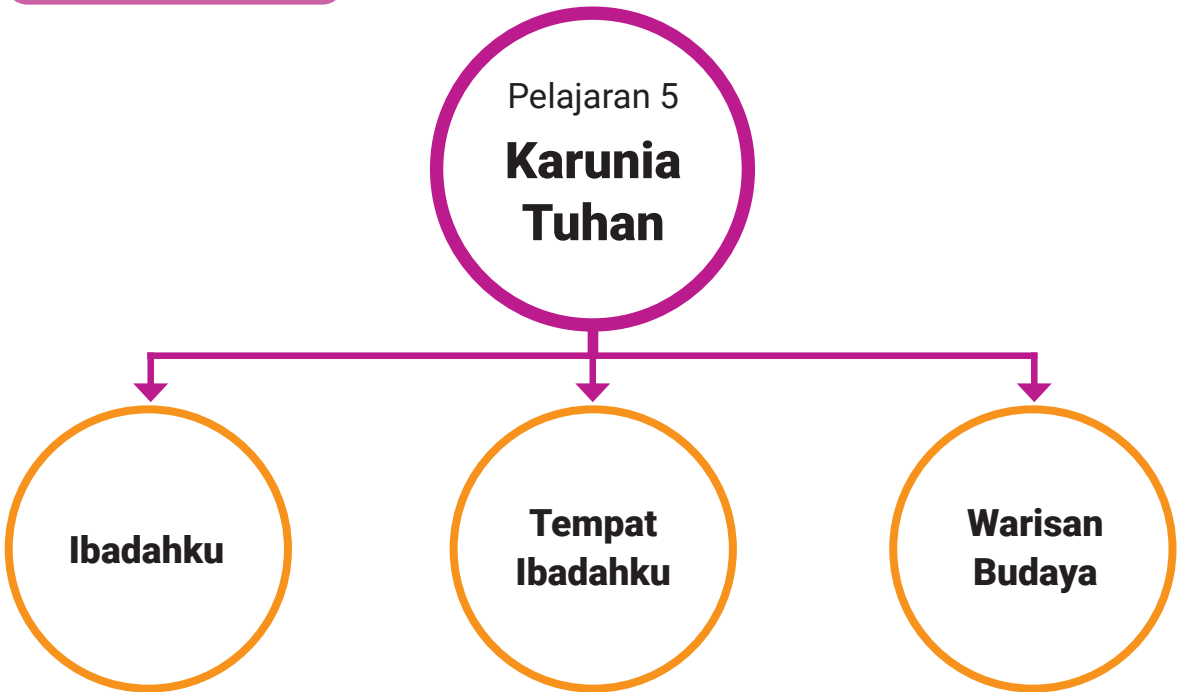 Pelajaran 5
Karunia
Tuhan
Ibadahku
Tempat
Ibadahku
Warisan
Budaya